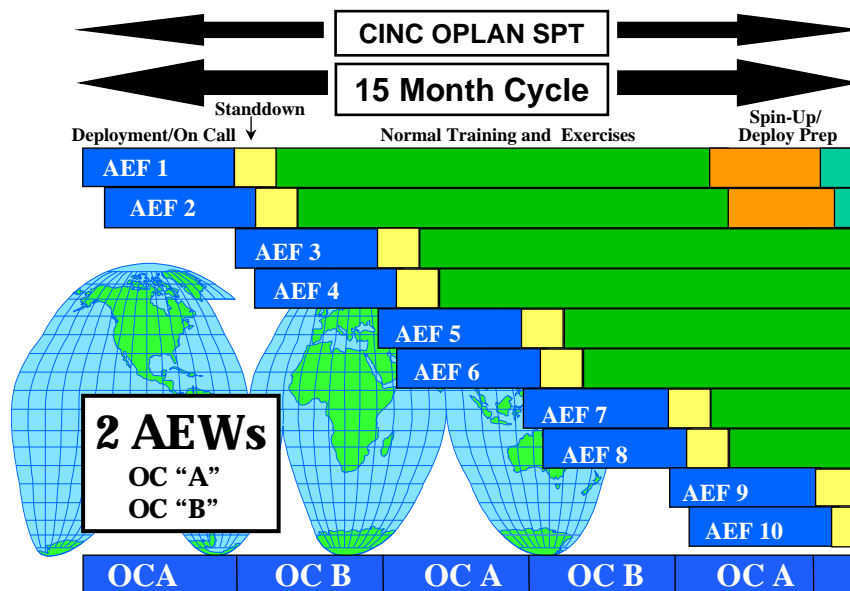 CINC OPLAN SPT
15 Month Cycle
Standdown
Deployment/On Call
Normal Training and Exercises
Spin-Up/
Deploy Prep
AEF 1
AEF 2
AEF 3
AEF 4
AEF 5
AEF 6
AEF 7
AEF 8
AEF 9
AEF 10
2 AEWs
OC “A”
OC “B”
OCA
OC B
OC A
OC B
OC A